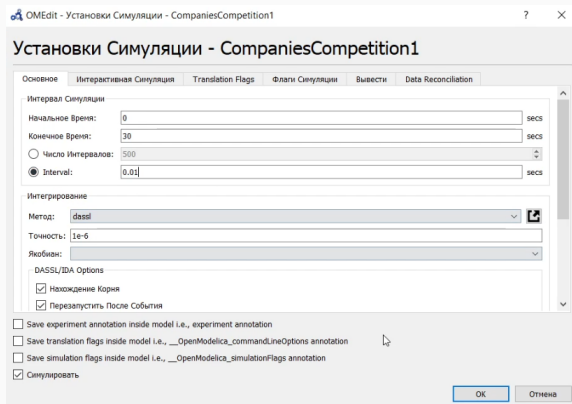 OMEdit - Установки Симуляции - CompaniesCompetition1
Установки Симуляции - CompaniesCompetition1
Основное Интерактивная Симуляция Translation Flags Флаги Симуляции Вывести Data Reconciliation
Интервал Симуляции
Начальное Время: 0 secs
Конечное Время: 30 secs
Число Интервалов: 500
Interval: 0.01 secs
Интегрирование
Метод: dassl
Точность: 1e-6
Якобиан:
DASSL/IDA Options
Нахождение Корня
Перезапустить После События
Save experiment annotation inside model i.e., experiment annotation
Save translation flags inside model i.e., __OpenModelica_commandLineOptions annotation
Save simulation flags inside model i.e., __OpenModelica_simulationFlags annotation
Симулировать
OK Отмена